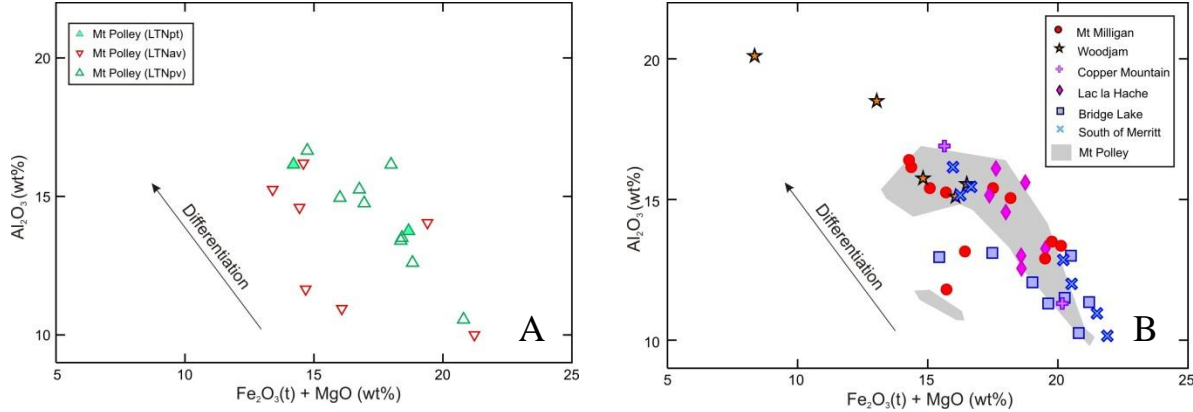 Mt Polley (LTNpt)
Mt Polley (LTNav)
Mt Polley (LTNpv)
20
15
10
Al₂O₃ (wt%)
Differentiation
A
5
10
15
20
25
Fe₂O₃(t) + MgO (wt%)
Mt Milligan
Woodjam
Copper Mountain
Lac la Hache
Bridge Lake
South of Merritt
Mt Polley
20
15
10
Al₂O₃ (wt%)
Differentiation
B
5
10
15
20
25
Fe₂O₃(t) + MgO (wt%)